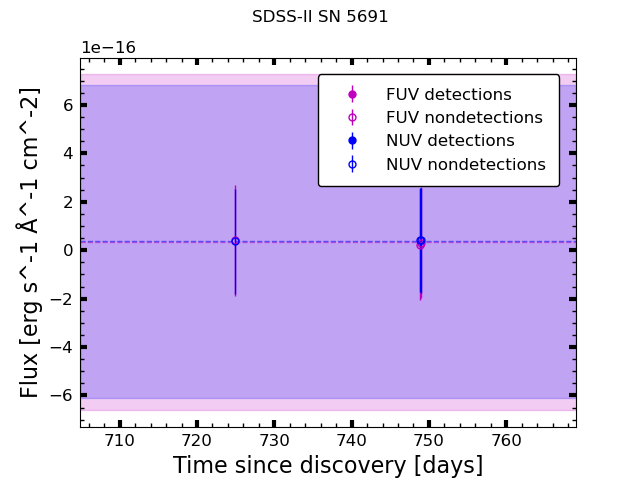 SDSS-II SN 5691
1e−16
FUV detections
FUV nondetections
NUV detections
NUV nondetections
6
4
2
0
−2
−4
−6
Flux [erg s^-1 Å^-1 cm^-2]
710 720 730 740 750 760
Time since discovery [days]